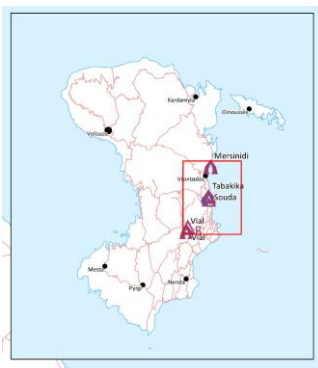 Kardamyla
Oinousses
Volissos
Mersinidi
Vrontados
Tabakika
Souda
Vial
Vial
Mesta
Pyrgi
Nenita